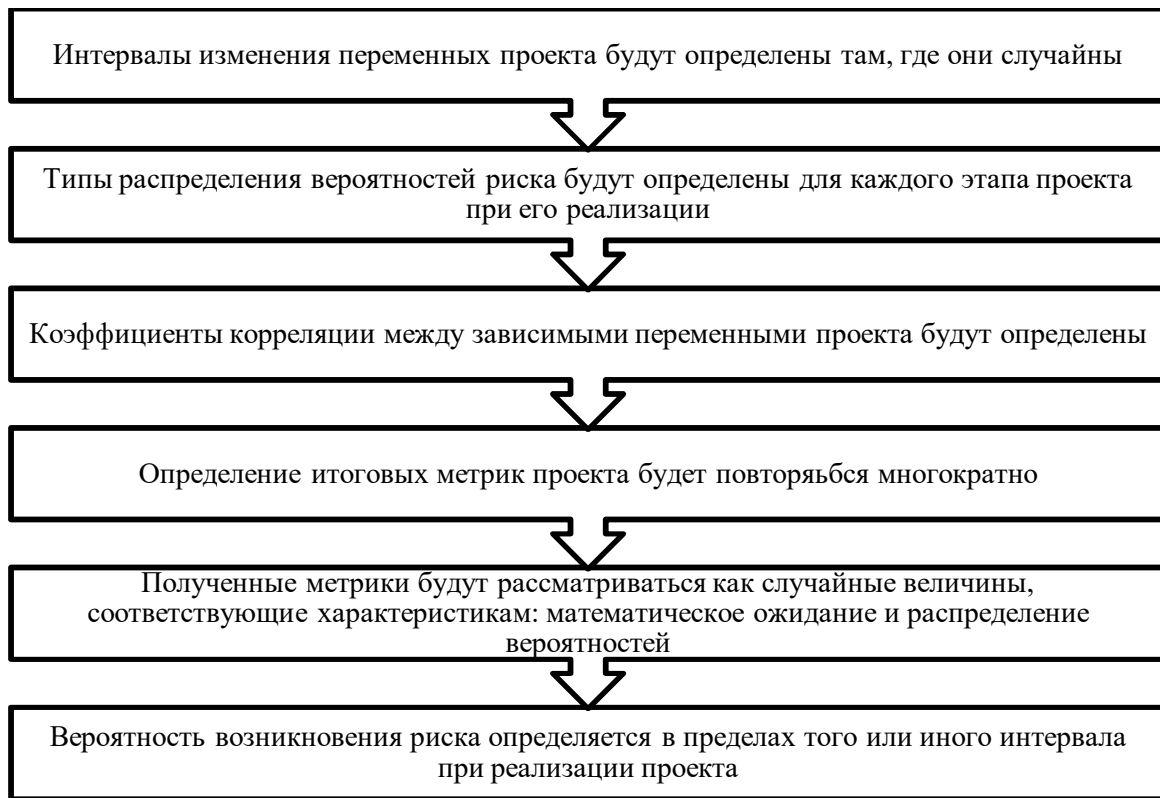 Интервалы изменения переменных проекта будут определены там, где они случайны
Типы распределения вероятностей риска будут определены для каждого этапа проекта
при его реализации
Коэффициенты корреляции между зависимыми переменными проекта будут определены
Определение итоговых метрик проекта будет повторяьбся многократно
Полученные метрики будут рассматриваться как случайные величины,
соответствующие характеристикам: математическое ожидание и распределение
вероятностей
Вероятность возникновения риска определяется в пределах того или иного интервала
при реализации проекта